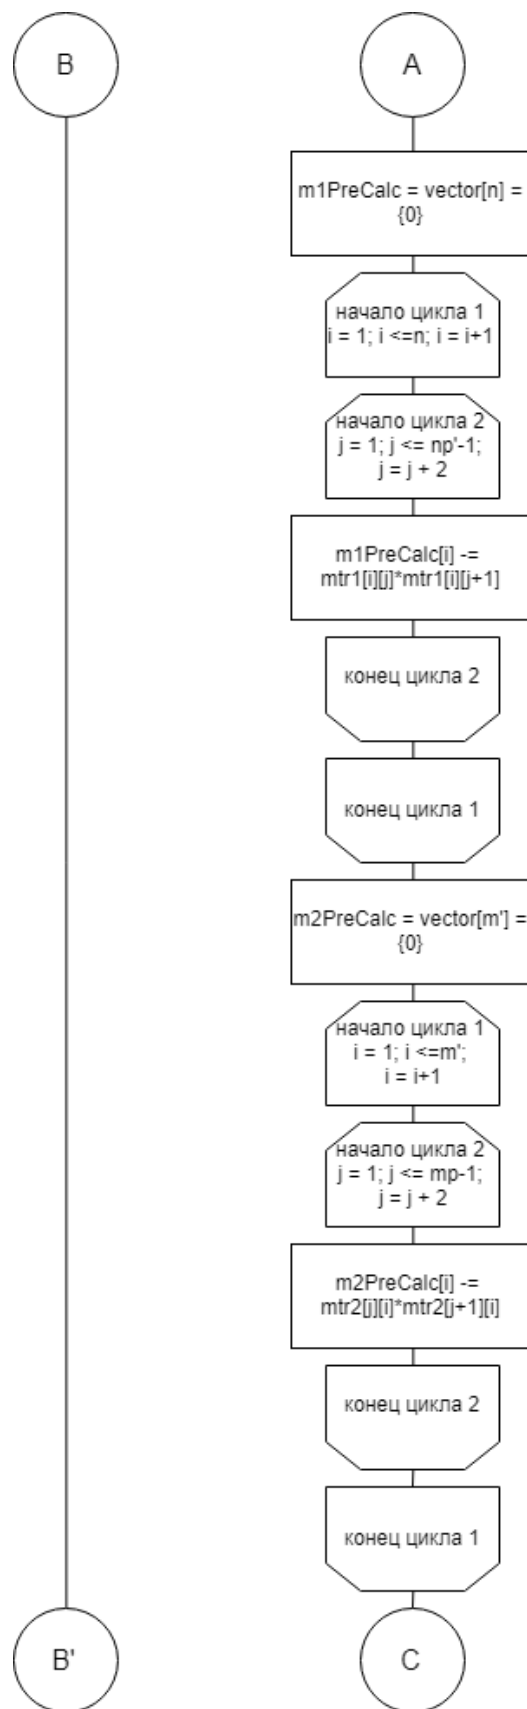 B
A
m1PreCalc = vector[n] =
{0}
начало цикла 1
i = 1; i <=n; i = i+1
начало цикла 2
j = 1; j <= np'-1;
j = j + 2
m1PreCalc[i] -=
mtr1[i][j]*mtr1[i][j+1]
конец цикла 2
конец цикла 1
m2PreCalc = vector[m'] =
{0}
начало цикла 1
i = 1; i <=m';
i = i+1
начало цикла 2
j = 1; j <= mp-1;
j = j + 2
m2PreCalc[i] -=
mtr2[j][i]*mtr2[j+1][i]
конец цикла 2
конец цикла 1
B'
C